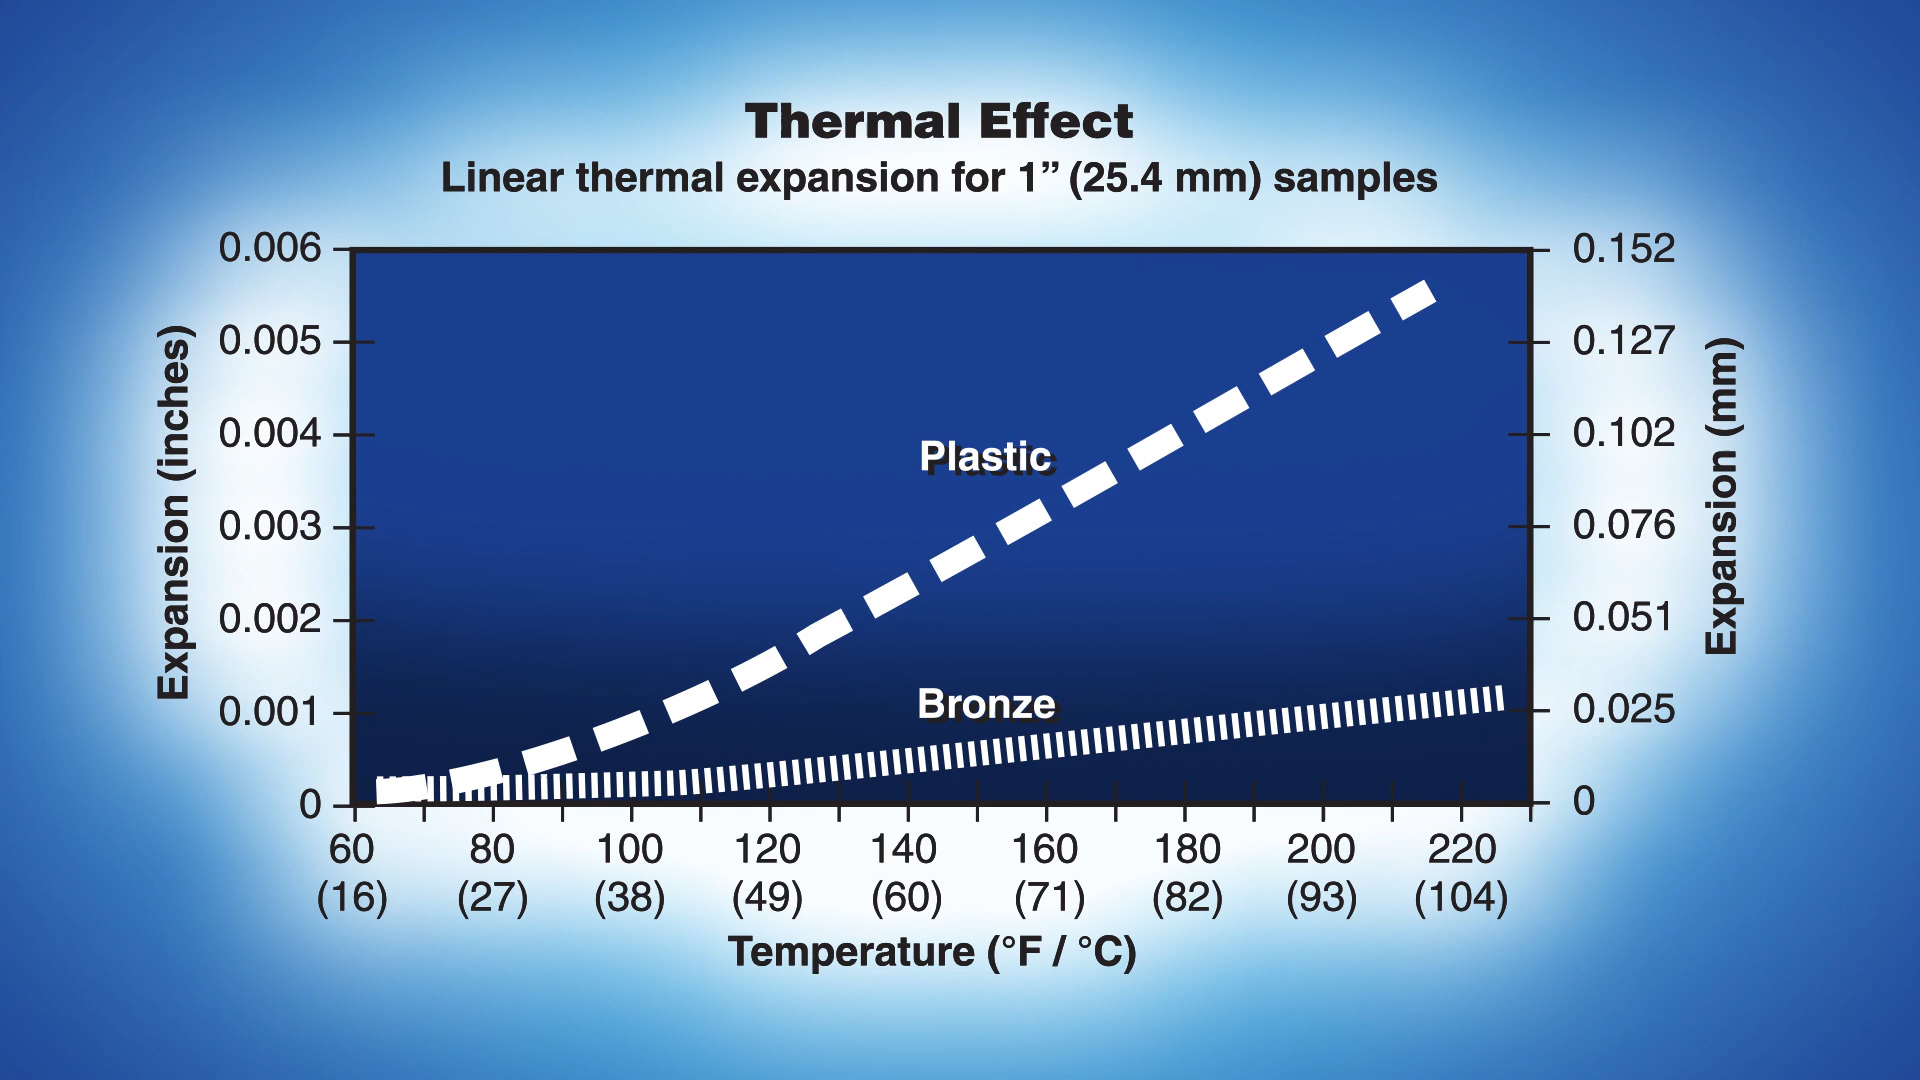 Thermal Effect
Linear thermal expansion for 1” (25.4 mm) samples
Expansion (inches)
0.006
0.005
0.004
0.003
0.002
0.001
0
Plastic
Bronze
0.152
0.127
0.102
0.076
0.051
0.025
0
Expansion (mm)
60 80 100 120 140 160 180 200 220
(16) (27) (38) (49) (60) (71) (82) (93) (104)
Temperature (°F / °C)